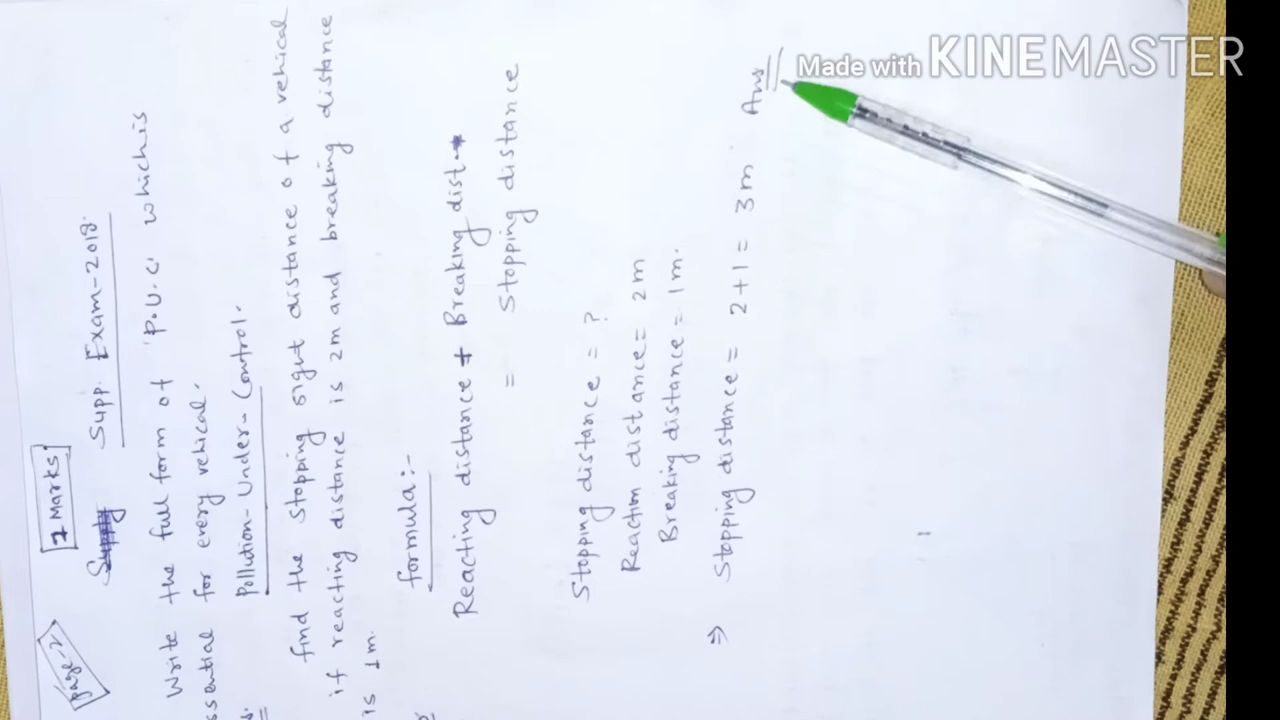 Page-2
1 Marks.
Supp. Exam-2018.
Write the full form of 'P.U.C' which is
ssential for every vehical.
s. Pollution-Under-Control.
find the stopping sight distance of a vehical
if reacting distance is 2m and breaking distance
is 1m.
formula:-
Reacting distance + Breaking dist.
= Stopping distance
Stopping distance = ?
Reaction distance = 2m
Breaking distance = 1m.
⇒ Stopping distance = 2+1 = 3m Ans
Made with KINEMASTER